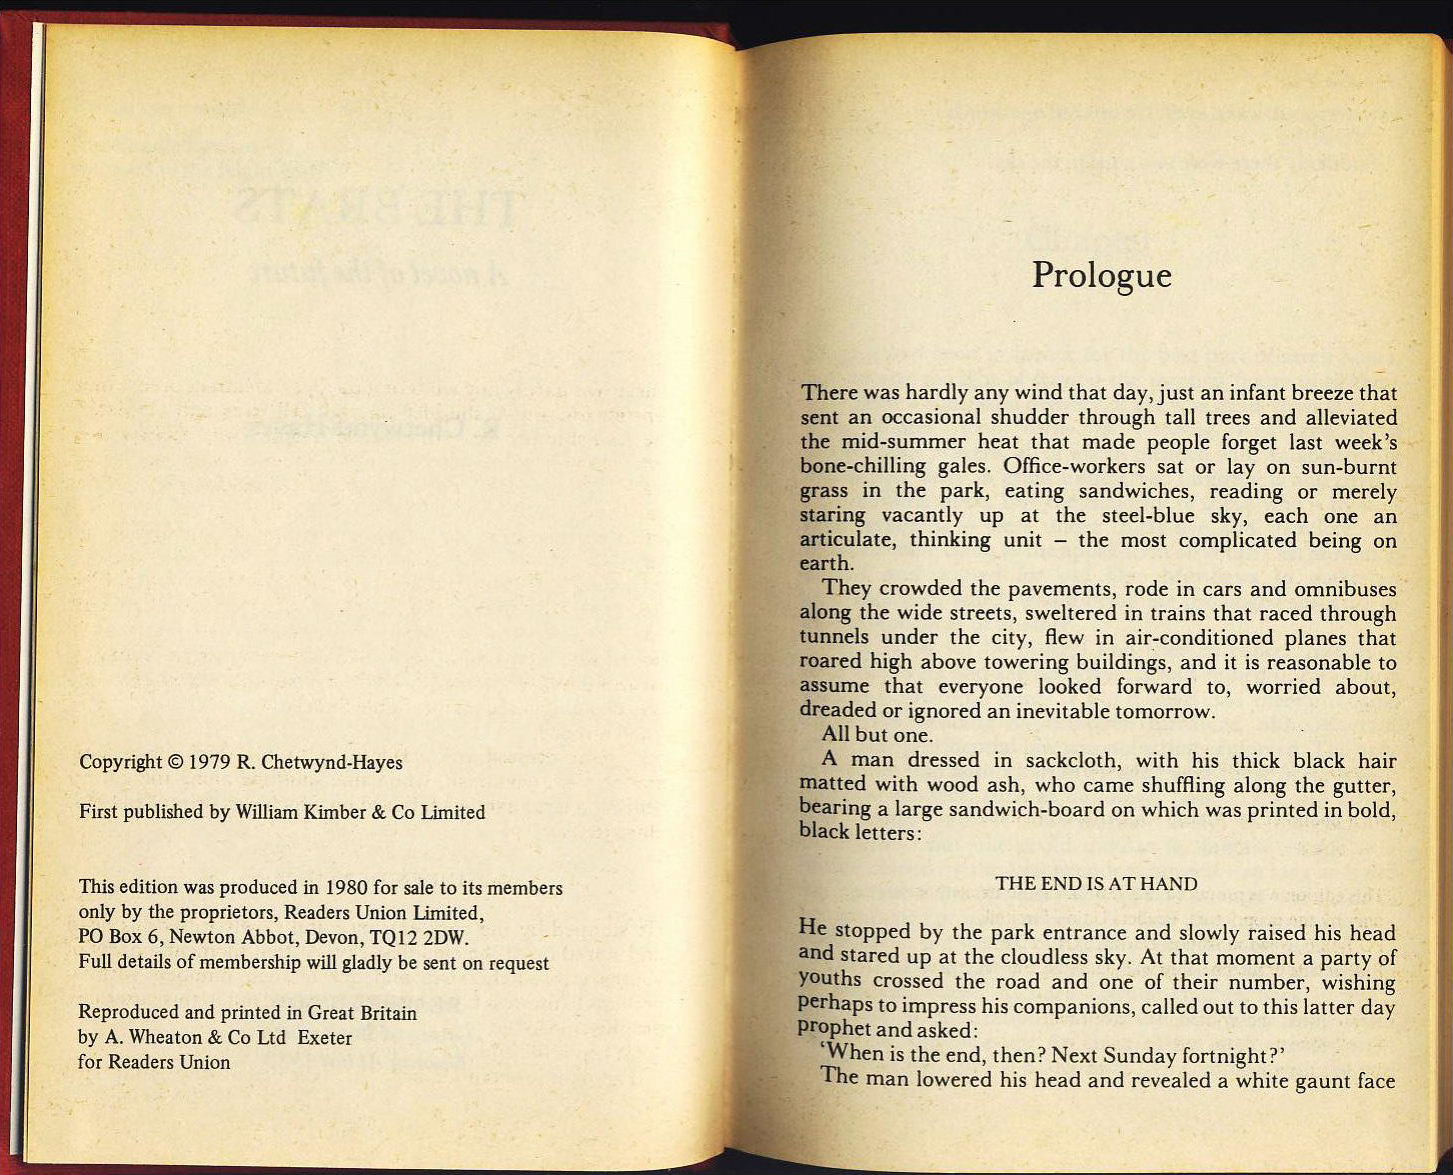 Copyright © 1979 R. Chetwynd-Hayes
First published by William Kimber & Co Limited
This edition was produced in 1980 for sale to its members
only by the proprietors, Readers Union Limited,
PO Box 6, Newton Abbot, Devon, TQ12 2DW.
Full details of membership will gladly be sent on request
Reproduced and printed in Great Britain
by A. Wheaton & Co Ltd Exeter
for Readers Union
Prologue
There was hardly any wind that day, just an infant breeze that
sent an occasional shudder through tall trees and alleviated
the mid-summer heat that made people forget last week's
bone-chilling gales. Office-workers sat or lay on sun-burnt
grass in the park, eating sandwiches, reading or merely
staring vacantly up at the steel-blue sky, each one an
articulate, thinking unit – the most complicated being on
earth.
They crowded the pavements, rode in cars and omnibuses
along the wide streets, sweltered in trains that raced through
tunnels under the city, flew in air-conditioned planes that
roared high above towering buildings, and it is reasonable to
assume that everyone looked forward to, worried about,
dreaded or ignored an inevitable tomorrow.
All but one.
A man dressed in sackcloth, with his thick black hair
matted with wood ash, who came shuffling along the gutter,
bearing a large sandwich-board on which was printed in bold,
black letters:
THE END IS AT HAND
He stopped by the park entrance and slowly raised his head
and stared up at the cloudless sky. At that moment a party of
youths crossed the road and one of their number, wishing
perhaps to impress his companions, called out to this latter day
prophet and asked:
'When is the end, then? Next Sunday fortnight?'
The man lowered his head and revealed a white gaunt face